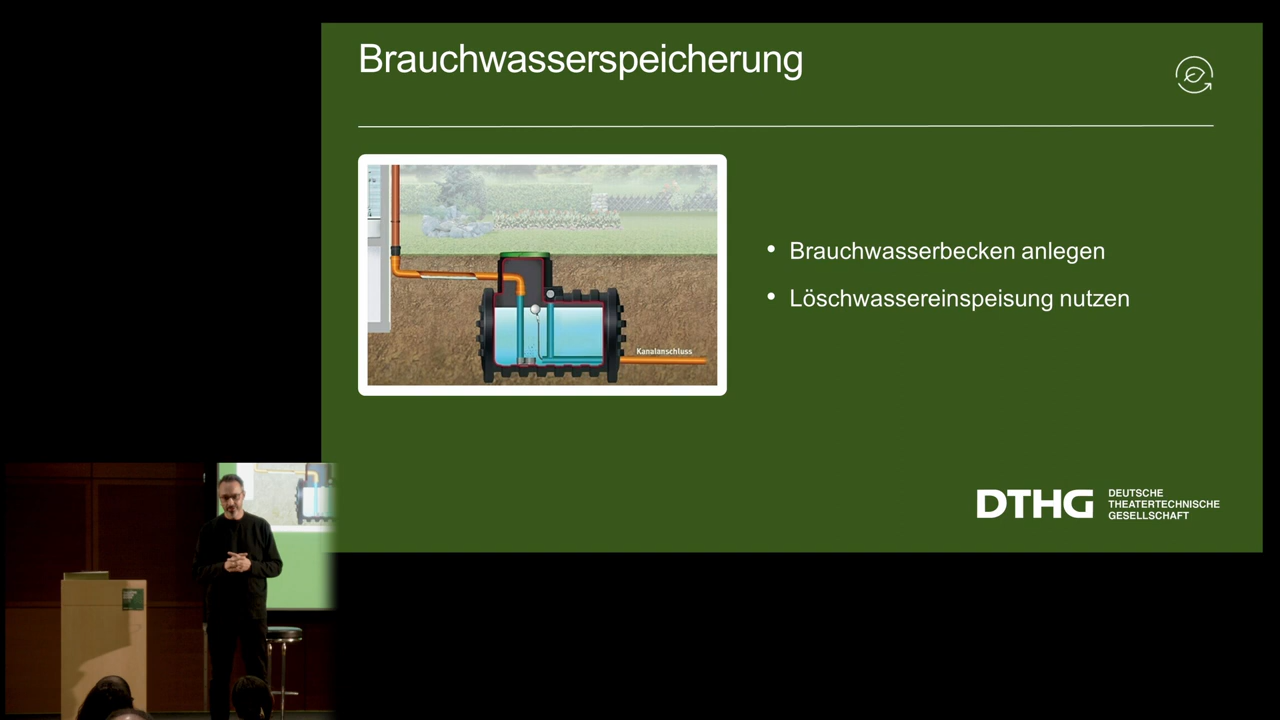 Brauchwasserspeicherung
• Brauchwasserbecken anlegen
• Löschwassereinspeisung nutzen
Kanalanschluss
DTHG
DEUTSCHE
THEATERTECHNISCHE
GESELLSCHAFT